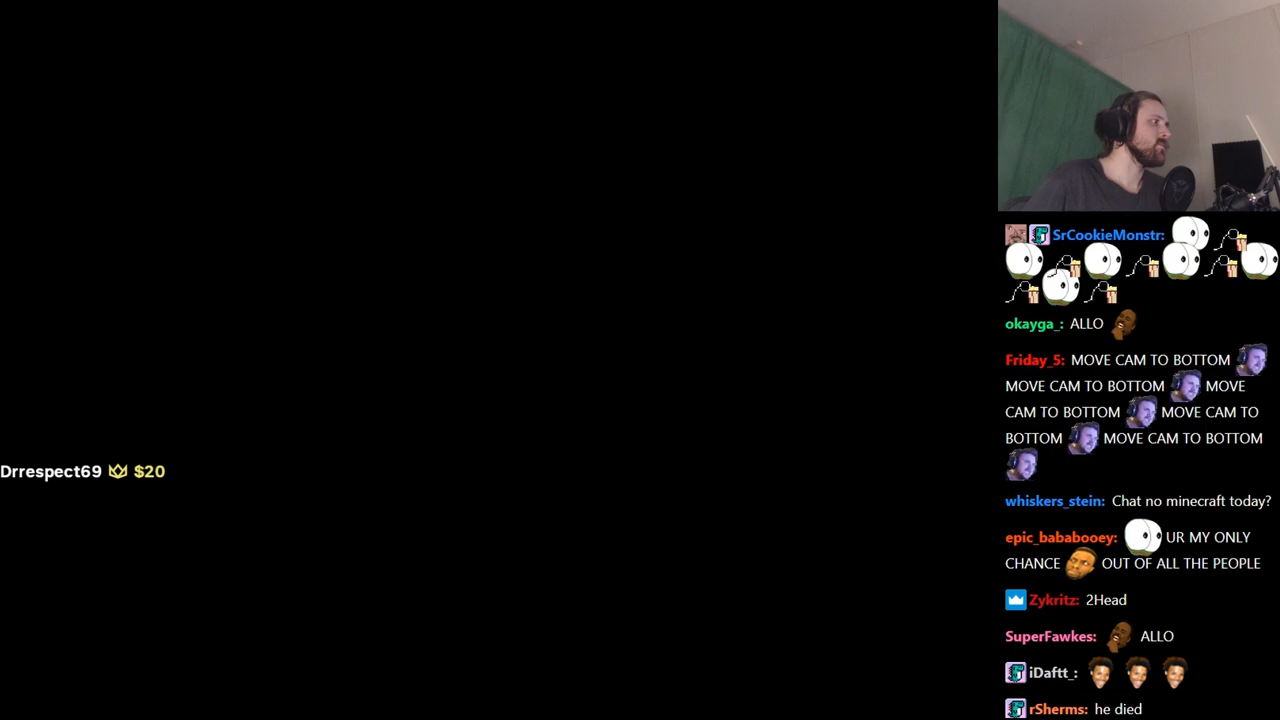 SrCookieMonstr:
okayga_: ALLO
Friday_5: MOVE CAM TO BOTTOM
MOVE CAM TO BOTTOM MOVE
CAM TO BOTTOM MOVE CAM TO
BOTTOM MOVE CAM TO BOTTOM
Drrespect69 $20
whiskers_stein: Chat no minecraft today?
epic_bababooey: UR MY ONLY
CHANCE OUT OF ALL THE PEOPLE
Zykritz: 2Head
SuperFawkes: ALLO
iDaftt_:
rSherms: he died